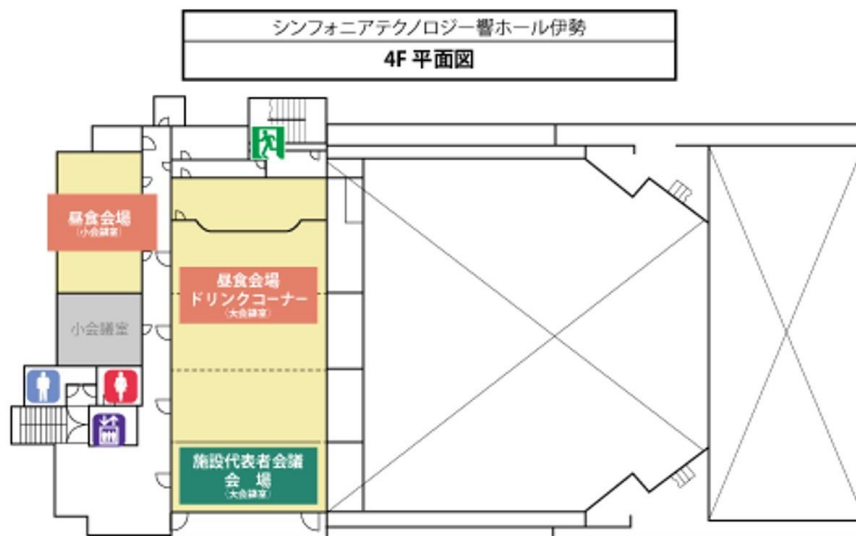 シンフォニアテクノロジー響ホール伊勢
4F 平面図
昼食会場
(小会議室)
昼食会場
ドリンクコーナー
(大会議室)
小会議室
施設代表者会議
会 場
(大会議室)